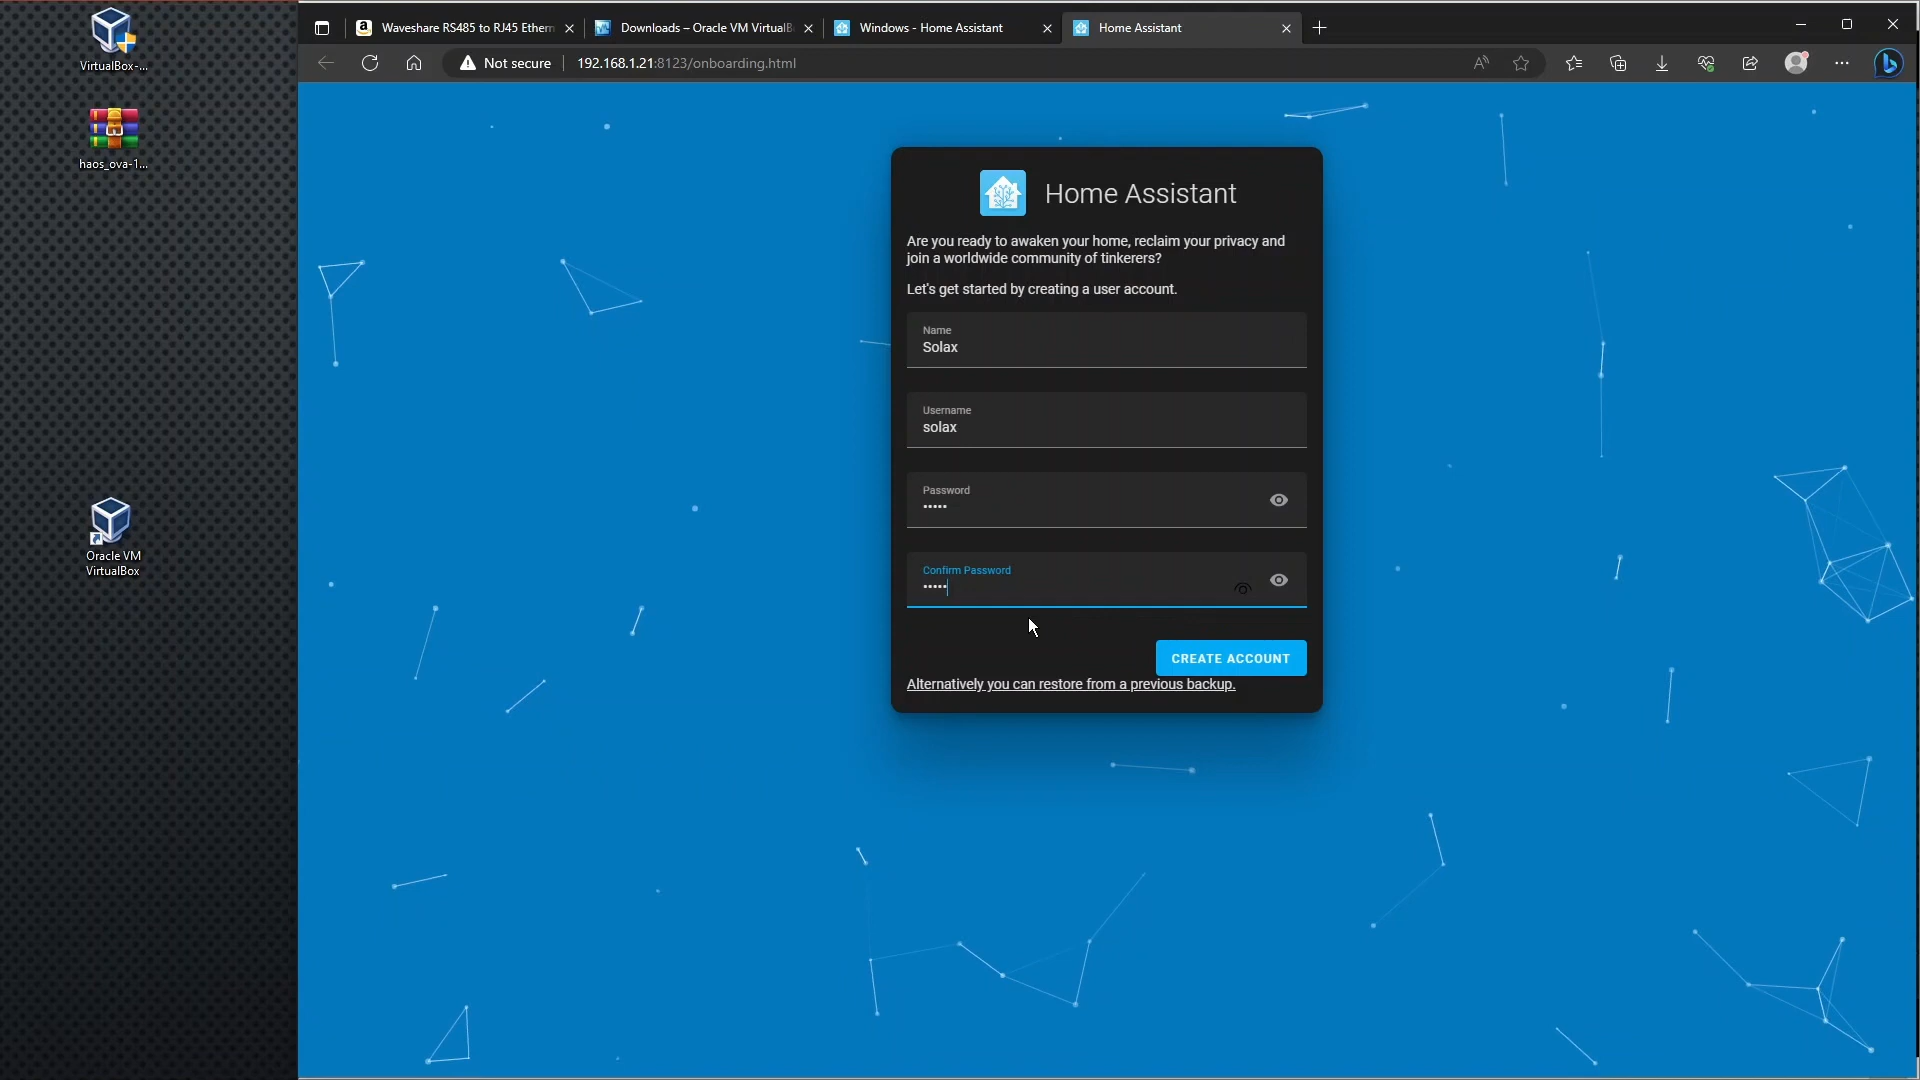 VirtualBox-...
haos_ova-1...
Oracle VM
VirtualBox
Waveshare RS485 to RJ45 Ethern
Downloads – Oracle VM VirtualB
Windows - Home Assistant
Home Assistant
Not secure
192.168.1.21:8123/onboarding.html
Home Assistant
Are you ready to awaken your home, reclaim your privacy and
join a worldwide community of tinkerers?
Let's get started by creating a user account.
Name
Solax
Username
solax
Password
•••••
Confirm Password
•••••
CREATE ACCOUNT
Alternatively you can restore from a previous backup.